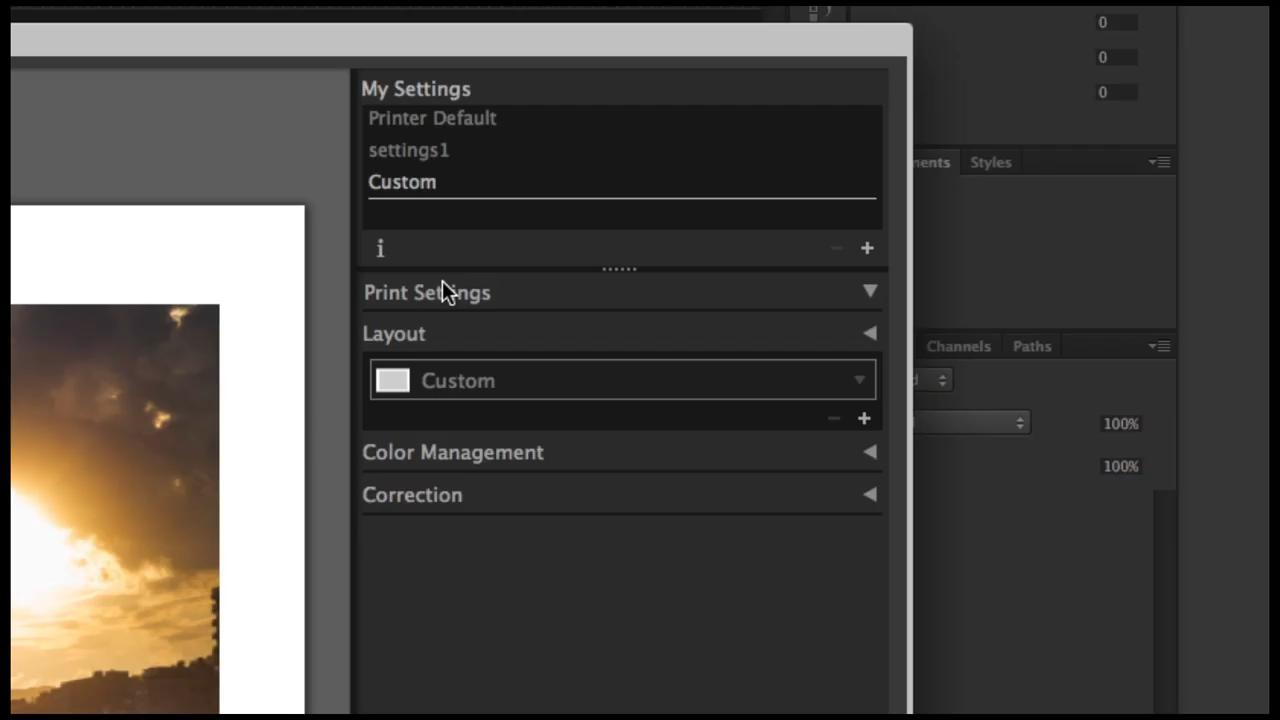 0
0
0
My Settings
Printer Default
settings1
Custom
Styles
Print Settings
Layout
Channels
Paths
Custom
100%
Color Management
100%
Correction